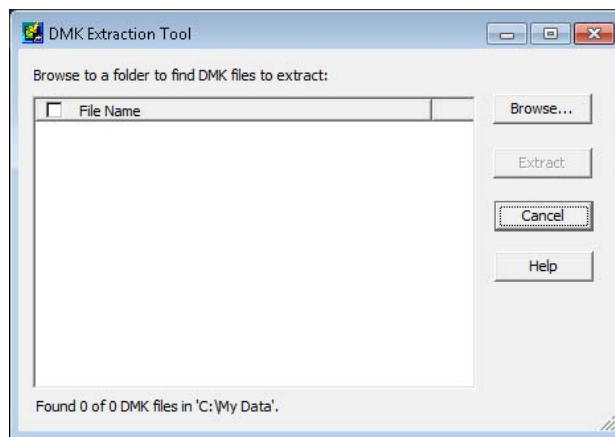 DMK Extraction Tool
Browse to a folder to find DMK files to extract:
File Name
Browse...
Extract
Cancel
Help
Found 0 of 0 DMK files in 'C:\My Data'.